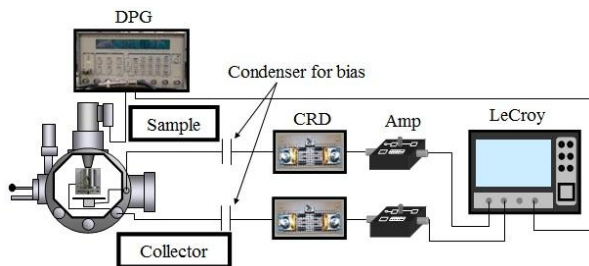 DPG
Condenser for bias
Sample
CRD
Amp
LeCroy
Collector